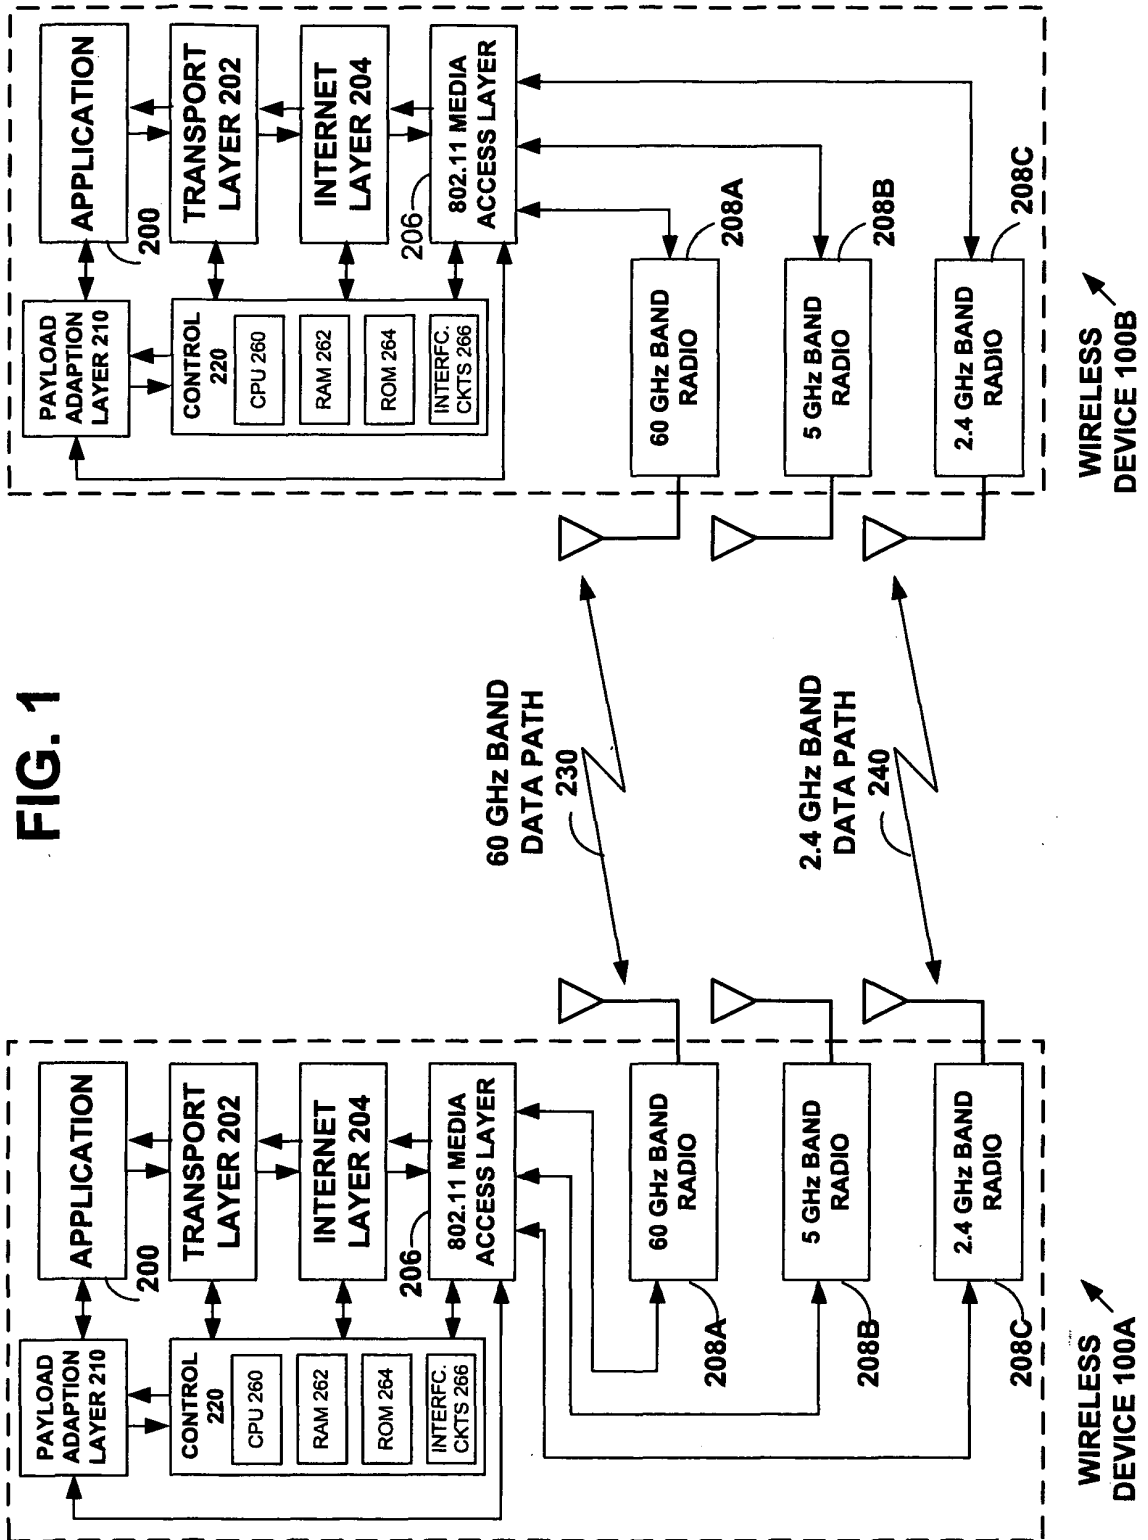 FIG. 1
PAYLOAD
ADAPTION
LAYER 210
APPLICATION
200
CONTROL
220
CPU 260
RAM 262
ROM 264
INTERFC.
CKTS 266
TRANSPORT
LAYER 202
INTERNET
LAYER 204
206
802.11 MEDIA
ACCESS LAYER
60 GHz BAND
RADIO
208A
5 GHz BAND
RADIO
208B
2.4 GHz BAND
RADIO
208C
WIRELESS
DEVICE 100A
60 GHz BAND
DATA PATH
230
2.4 GHz BAND
DATA PATH
240
PAYLOAD
ADAPTION
LAYER 210
APPLICATION
200
CONTROL
220
CPU 260
RAM 262
ROM 264
INTERFC.
CKTS 266
TRANSPORT
LAYER 202
INTERNET
LAYER 204
206
802.11 MEDIA
ACCESS LAYER
60 GHz BAND
RADIO
208A
5 GHz BAND
RADIO
208B
2.4 GHz BAND
RADIO
208C
WIRELESS
DEVICE 100B